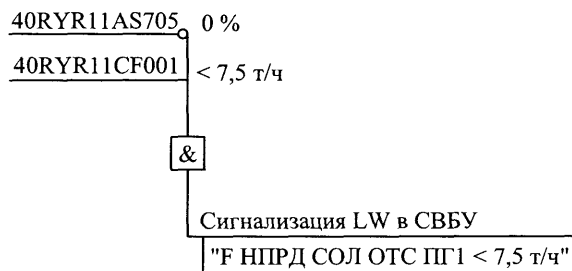 40RYR11AS705 0 %
40RYR11CF001 < 7,5 т/ч
&
Сигнализация LW в СВБУ
"F НПРД СОЛ ОТС ПГ1 < 7,5 т/ч"